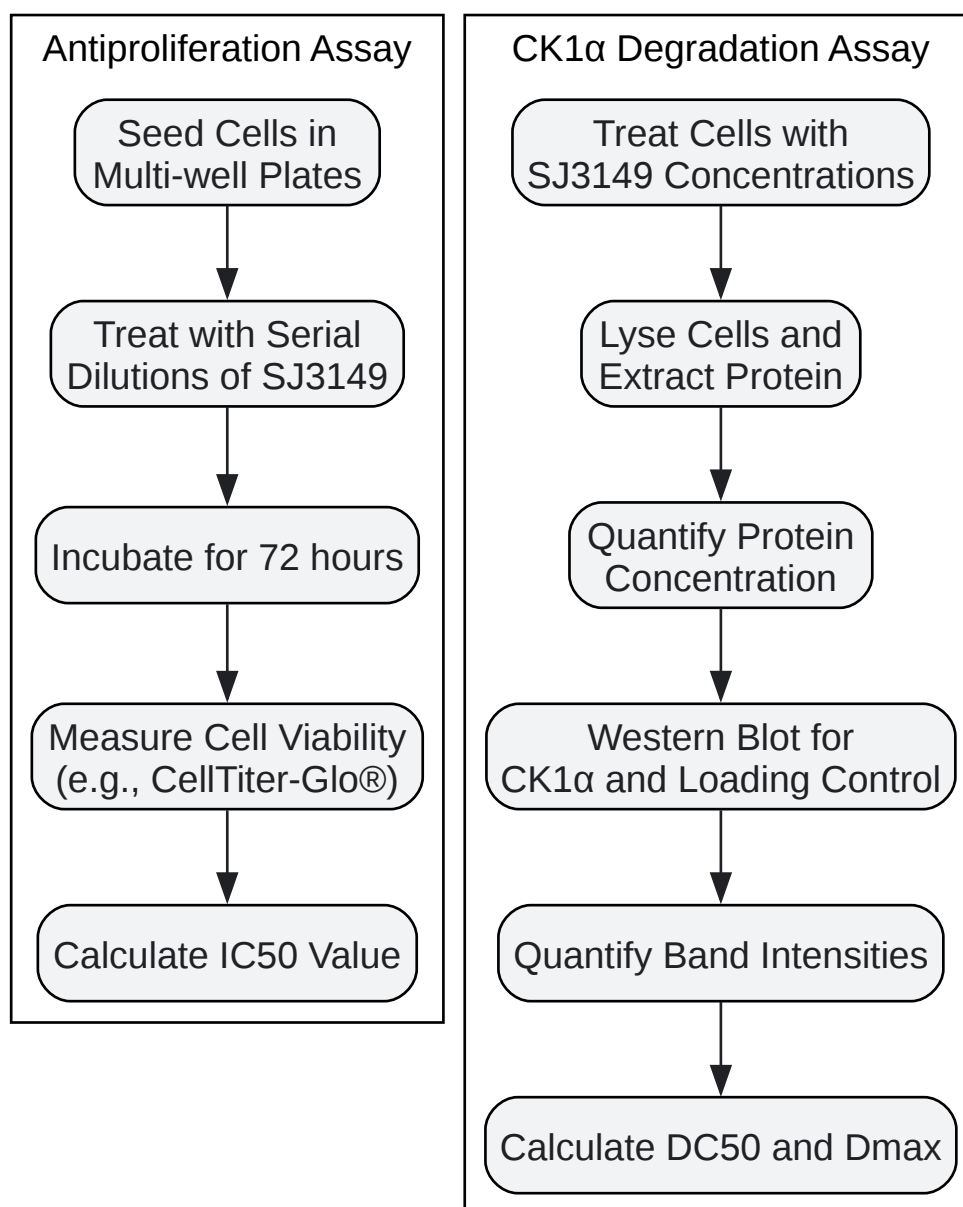 Antiproliferation Assay
Seed Cells in
Multi-well Plates
Treat with Serial
Dilutions of SJ3149
Incubate for 72 hours
Measure Cell Viability
(e.g., CellTiter-Glo®)
Calculate IC50 Value
CK1α Degradation Assay
Treat Cells with
SJ3149 Concentrations
Lyse Cells and
Extract Protein
Quantify Protein
Concentration
Western Blot for
CK1α and Loading Control
Quantify Band Intensities
Calculate DC50 and Dmax